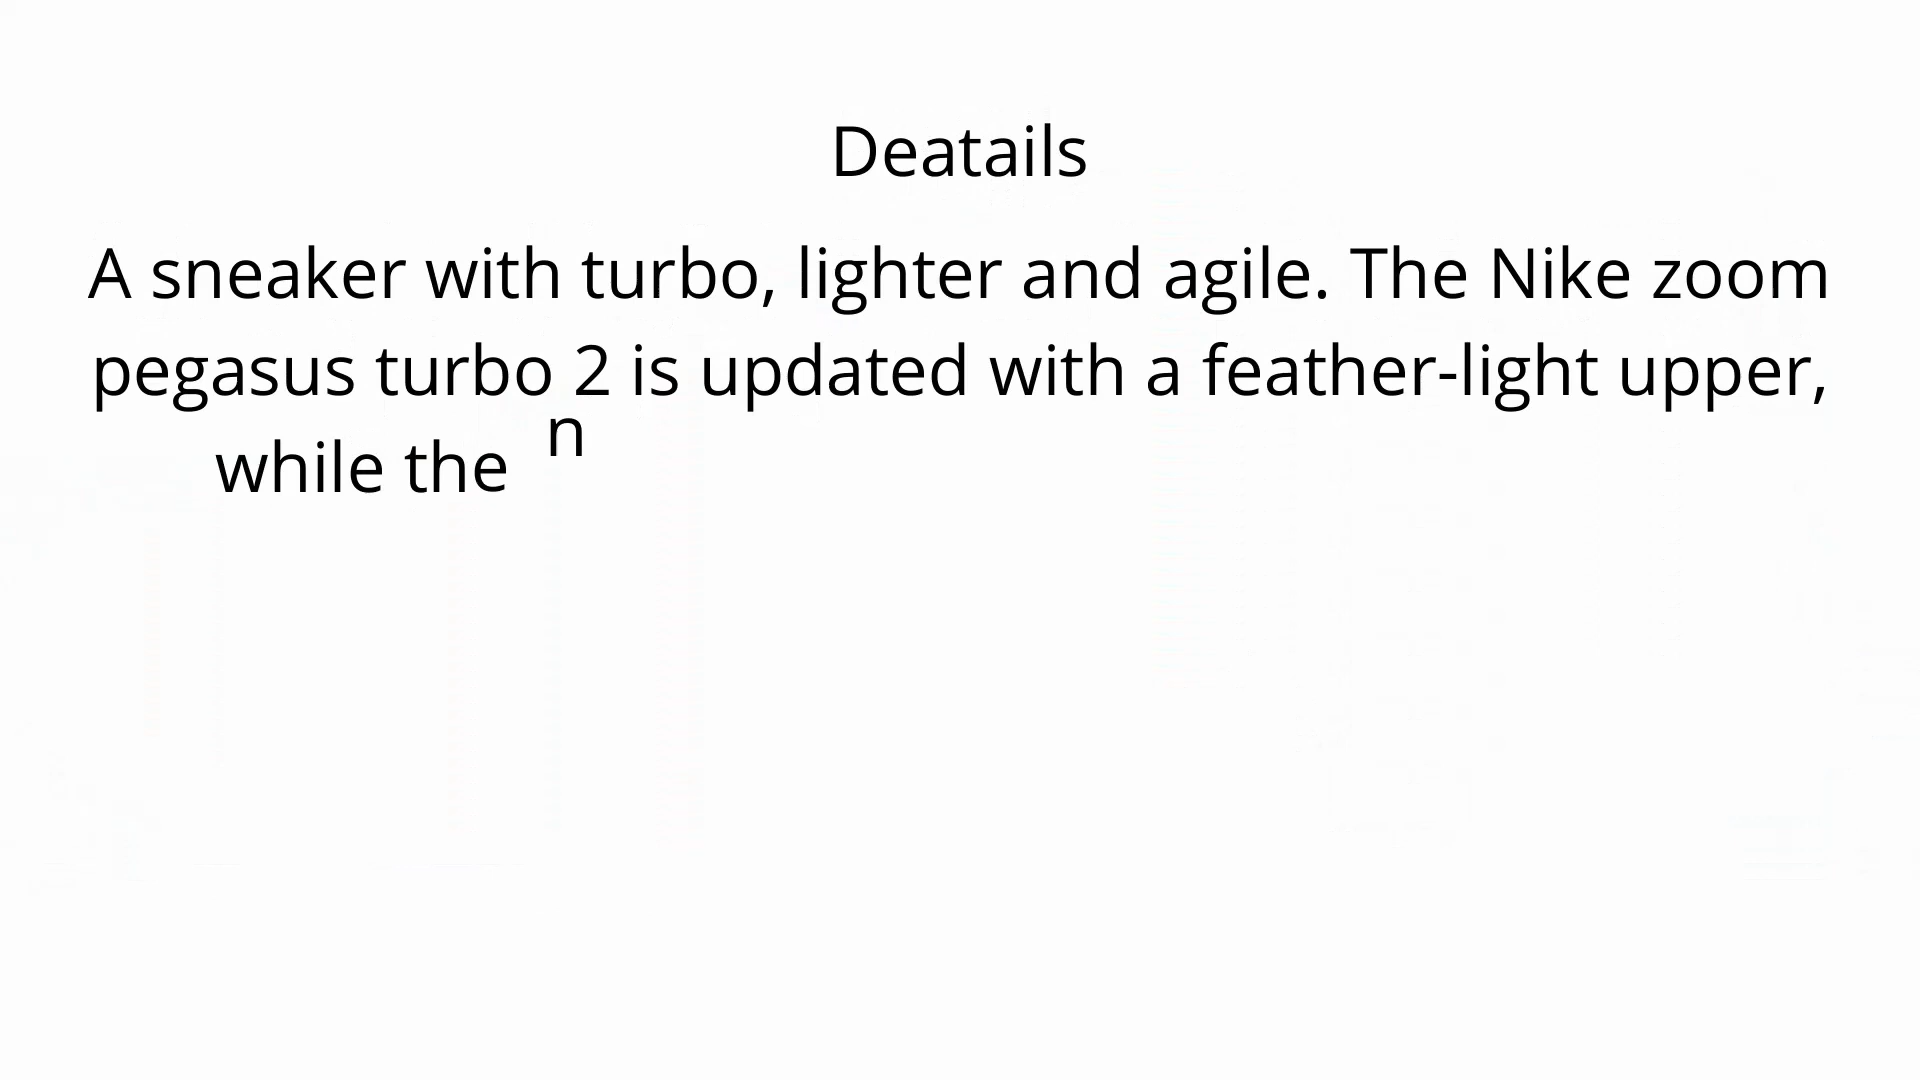 Deatails
A sneaker with turbo, lighter and agile. The Nike zoom
pegasus turbo 2 is updated with a feather-light upper,
while the n